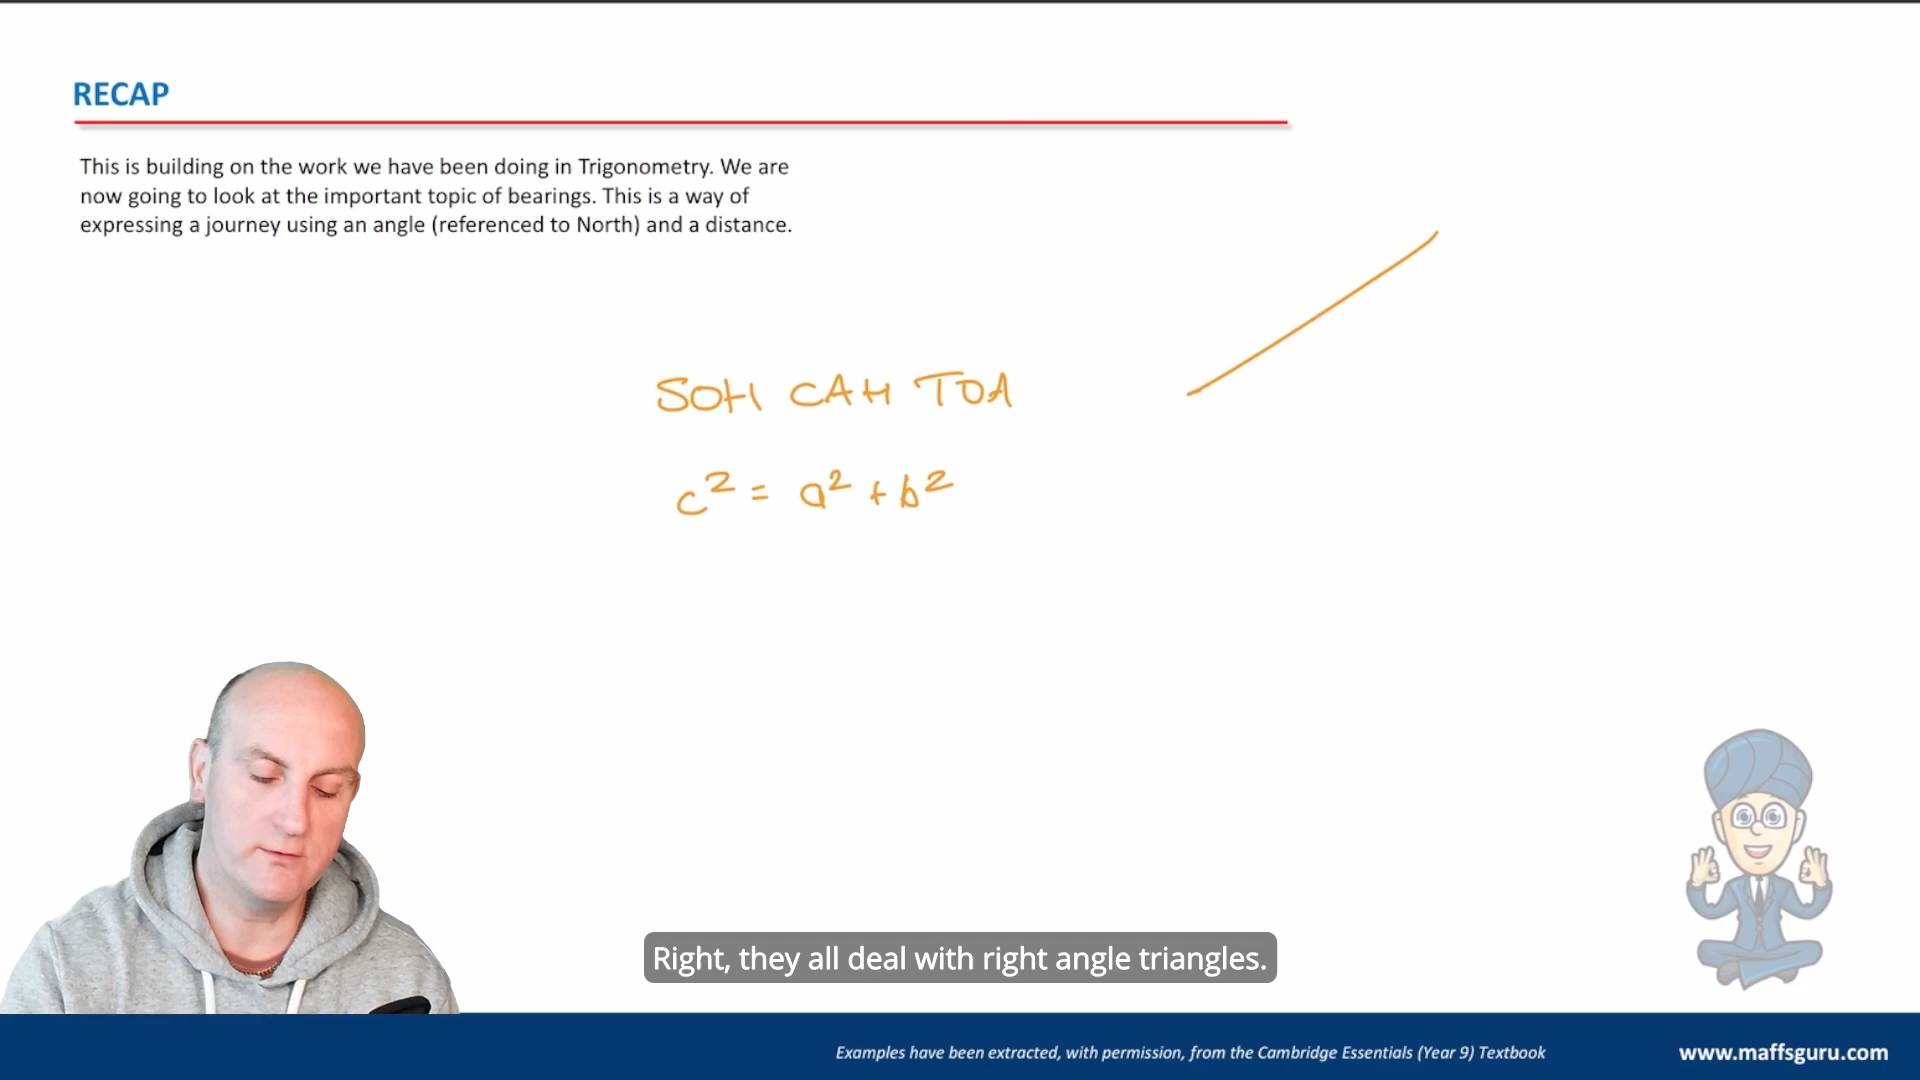 RECAP
This is building on the work we have been doing in Trigonometry. We are
now going to look at the important topic of bearings. This is a way of
expressing a journey using an angle (referenced to North) and a distance.
SOH CAH TOA
c² = a² + b²
Right, they all deal with right angle triangles.
Examples have been extracted, with permission, from the Cambridge Essentials (Year 9) Textbook
www.maffsguru.com